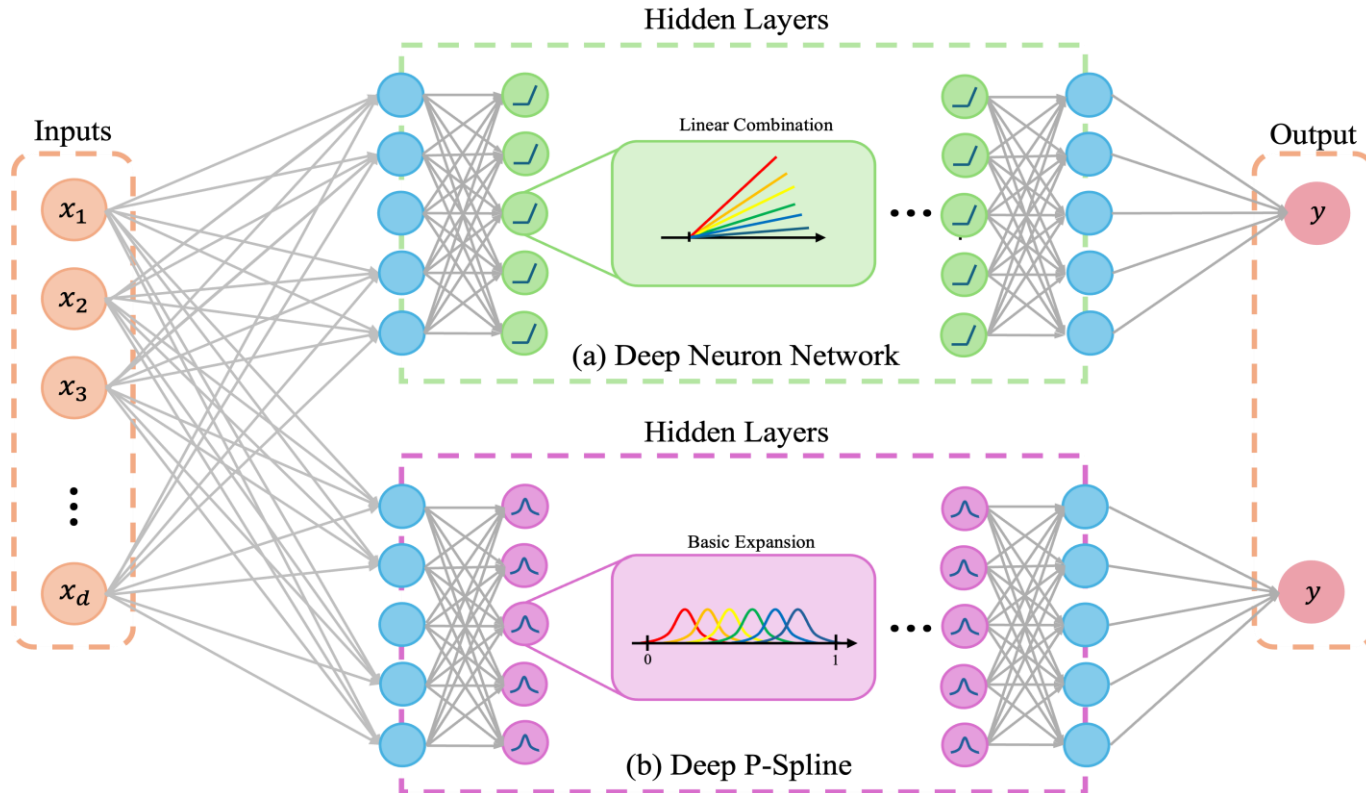 Hidden Layers
Inputs
Output
Linear Combination
x₁
x₂
x₃
x_d
y
(a) Deep Neuron Network
Hidden Layers
Basic Expansion
0
1
y
(b) Deep P-Spline